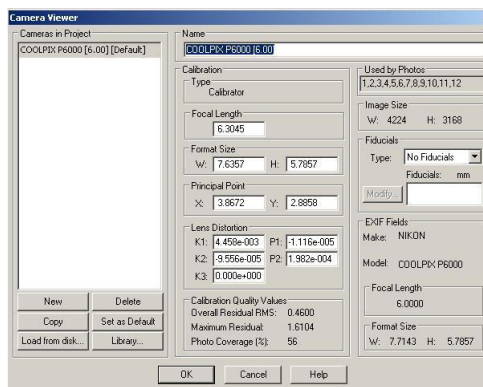 Camera Viewer
Cameras in Project
COOLPIX P6000 [6.00] [Default]
New
Delete
Copy
Set as Default
Load from disk...
Library...
Name
COOLPIX P6000 [6.00]
Calibration
Type
Calibrator
Focal Length
6.3045
Format Size
W: 7.6357 H: 5.7857
Principal Point
X: 3.8672 Y: 2.8858
Lens Distortion
K1: 4.458e-003 P1: -1.116e-005
K2: -9.556e-005 P2: 1.982e-004
K3: 0.000e+000
Calibration Quality Values
Overall Residual RMS: 0.4600
Maximum Residual: 1.6104
Photo Coverage (%): 56
Used by Photos
1,2,3,4,5,6,7,8,9,10,11,12
Image Size
W: 4224 H: 3168
Fiducials
Type: No Fiducials
Fiducials: mm
Modify...
EXIF Fields
Make: NIKON
Model: COOLPIX P6000
Focal Length
6.0000
Format Size
W: 7.7143 H: 5.7857
OK
Cancel
Help